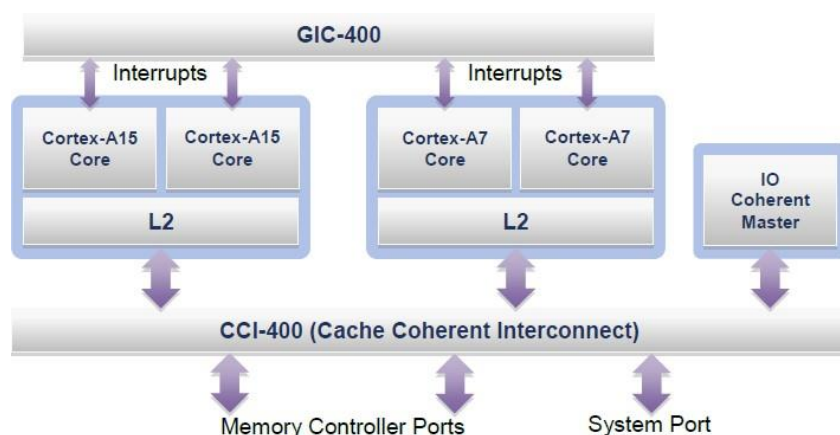 GIC-400
Interrupts
Interrupts
Cortex-A15
Core
Cortex-A15
Core
Cortex-A7
Core
Cortex-A7
Core
L2
L2
IO
Coherent
Master
CCI-400 (Cache Coherent Interconnect)
Memory Controller Ports
System Port